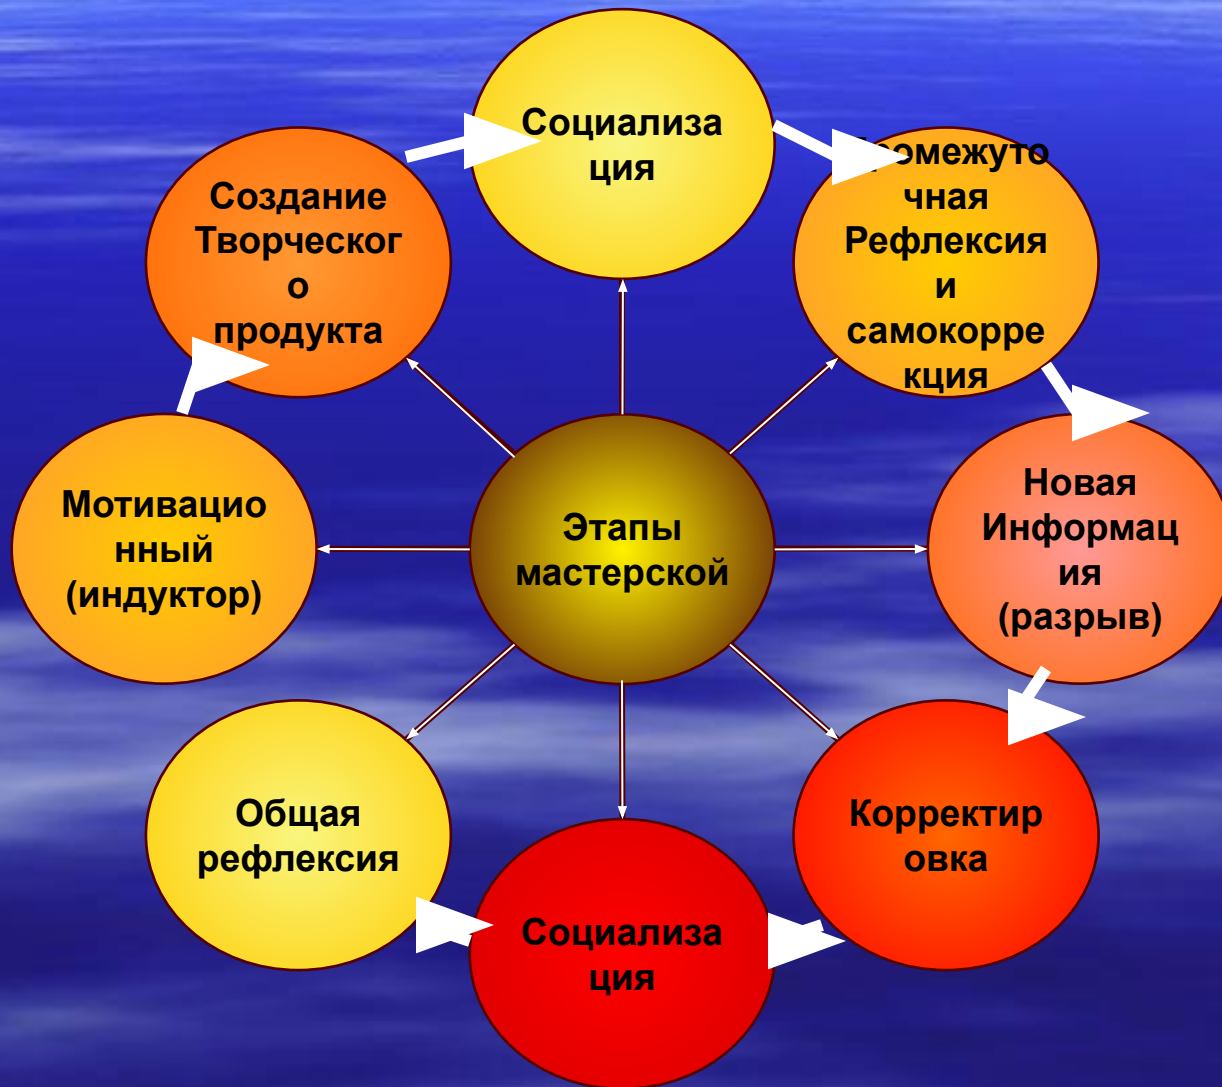 Социализа
ция
Создание
Творческог
о
продукта
Промежуто
чная
Рефлексия
и
самокорре
кция
Мотивацио
нный
(индуктор)
Этапы
мастерской
Новая
Информац
ия
(разрыв)
Общая
рефлексия
Социализа
ция
Корректир
овка